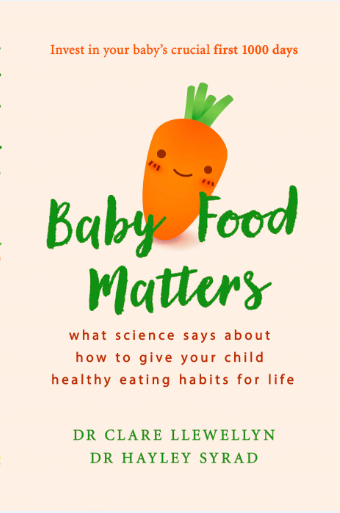 Invest in your baby's crucial first 1000 days
Baby Food
Matters
what science says about
how to give your child
healthy eating habits for life
DR CLARE LLEWELLYN
DR HAYLEY SYRAD